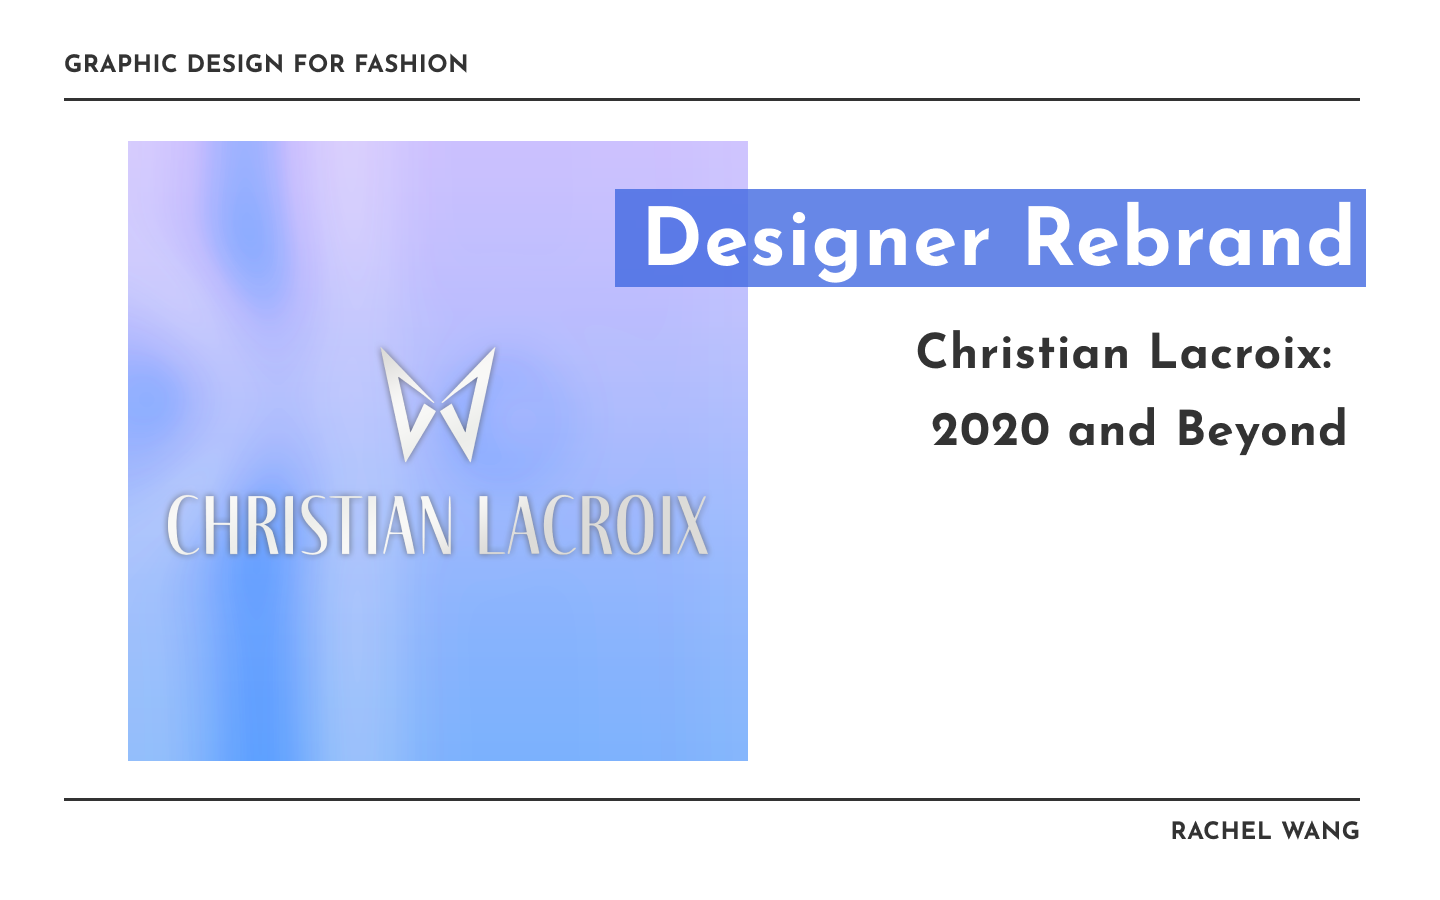 GRAPHIC DESIGN FOR FASHION
Designer Rebrand
Christian Lacroix:
2020 and Beyond
CHRISTIAN LACROIX
RACHEL WANG